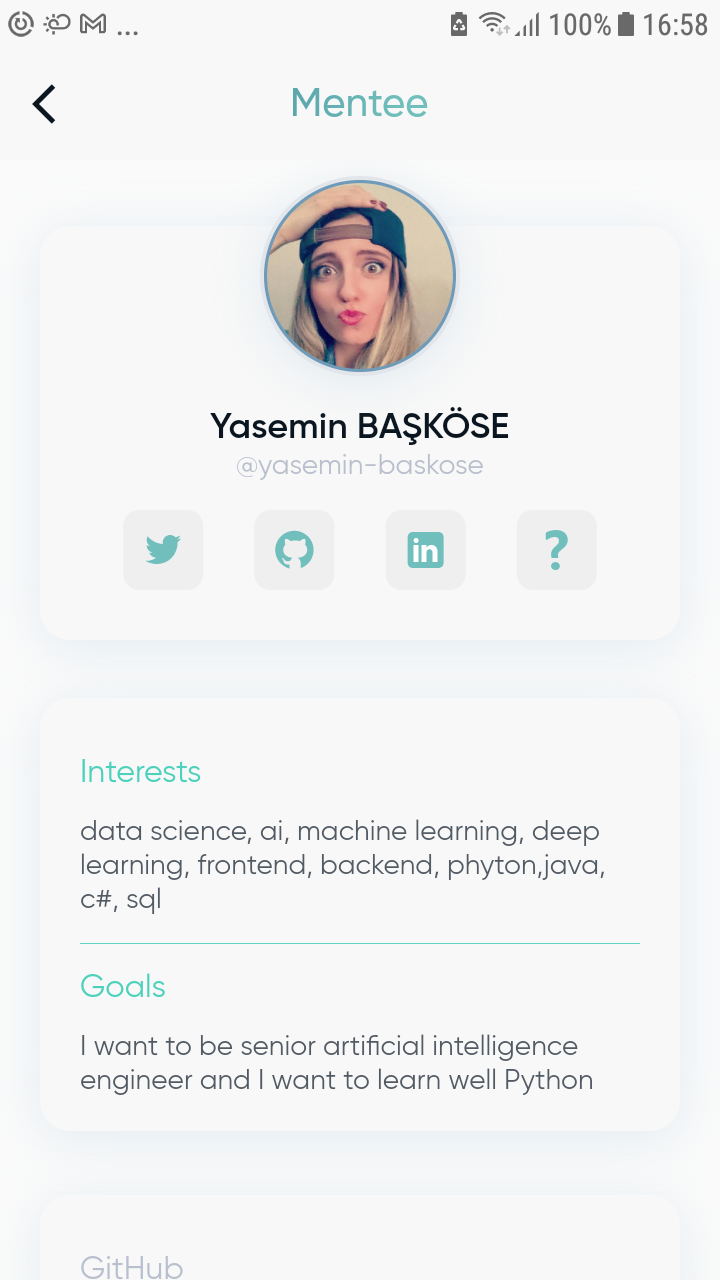 ... 100% 16:58
Mentee
Yasemin BAŞKÖSE
@yasemin-baskose
in ?
Interests
data science, ai, machine learning, deep
learning, frontend, backend, phyton,java,
c#, sql
Goals
I want to be senior artificial intelligence
engineer and I want to learn well Python
GitHub